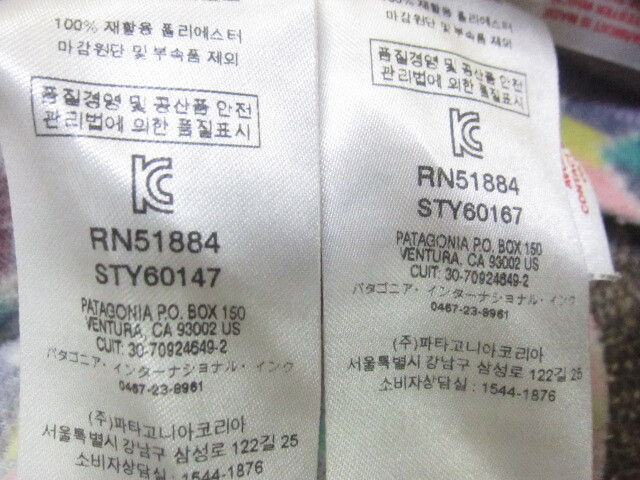 100% 재활용 폴리에스터
마감원단 및 부속품 제외
품질경영 및 공산품 안전
관리법에 의한 품질표시
RN51884
STY60147
PATAGONIA P.O. BOX 150
VENTURA, CA 93002 US
CUIT: 30-70924649-2
パタゴニア・インターナショナル・インク
0467-23-8961
(주)파타고니아코리아
서울특별시 강남구 삼성로 122길 25
소비자상담실 : 1544-1876
100% 재활용 폴리에스터
마감원단 및 부속품 제외
품질경영 및 공산품 안전
관리법에 의한 품질표시
RN51884
STY60167
PATAGONIA P.O. BOX 150
VENTURA, CA 93002 US
CUIT: 30-70924649-2
パタゴニア・インターナショナル・インク
0467-23-8961
(주)파타고니아코리아
서울특별시 강남구 삼성로 122길 25
소비자상담실 : 1544-1876